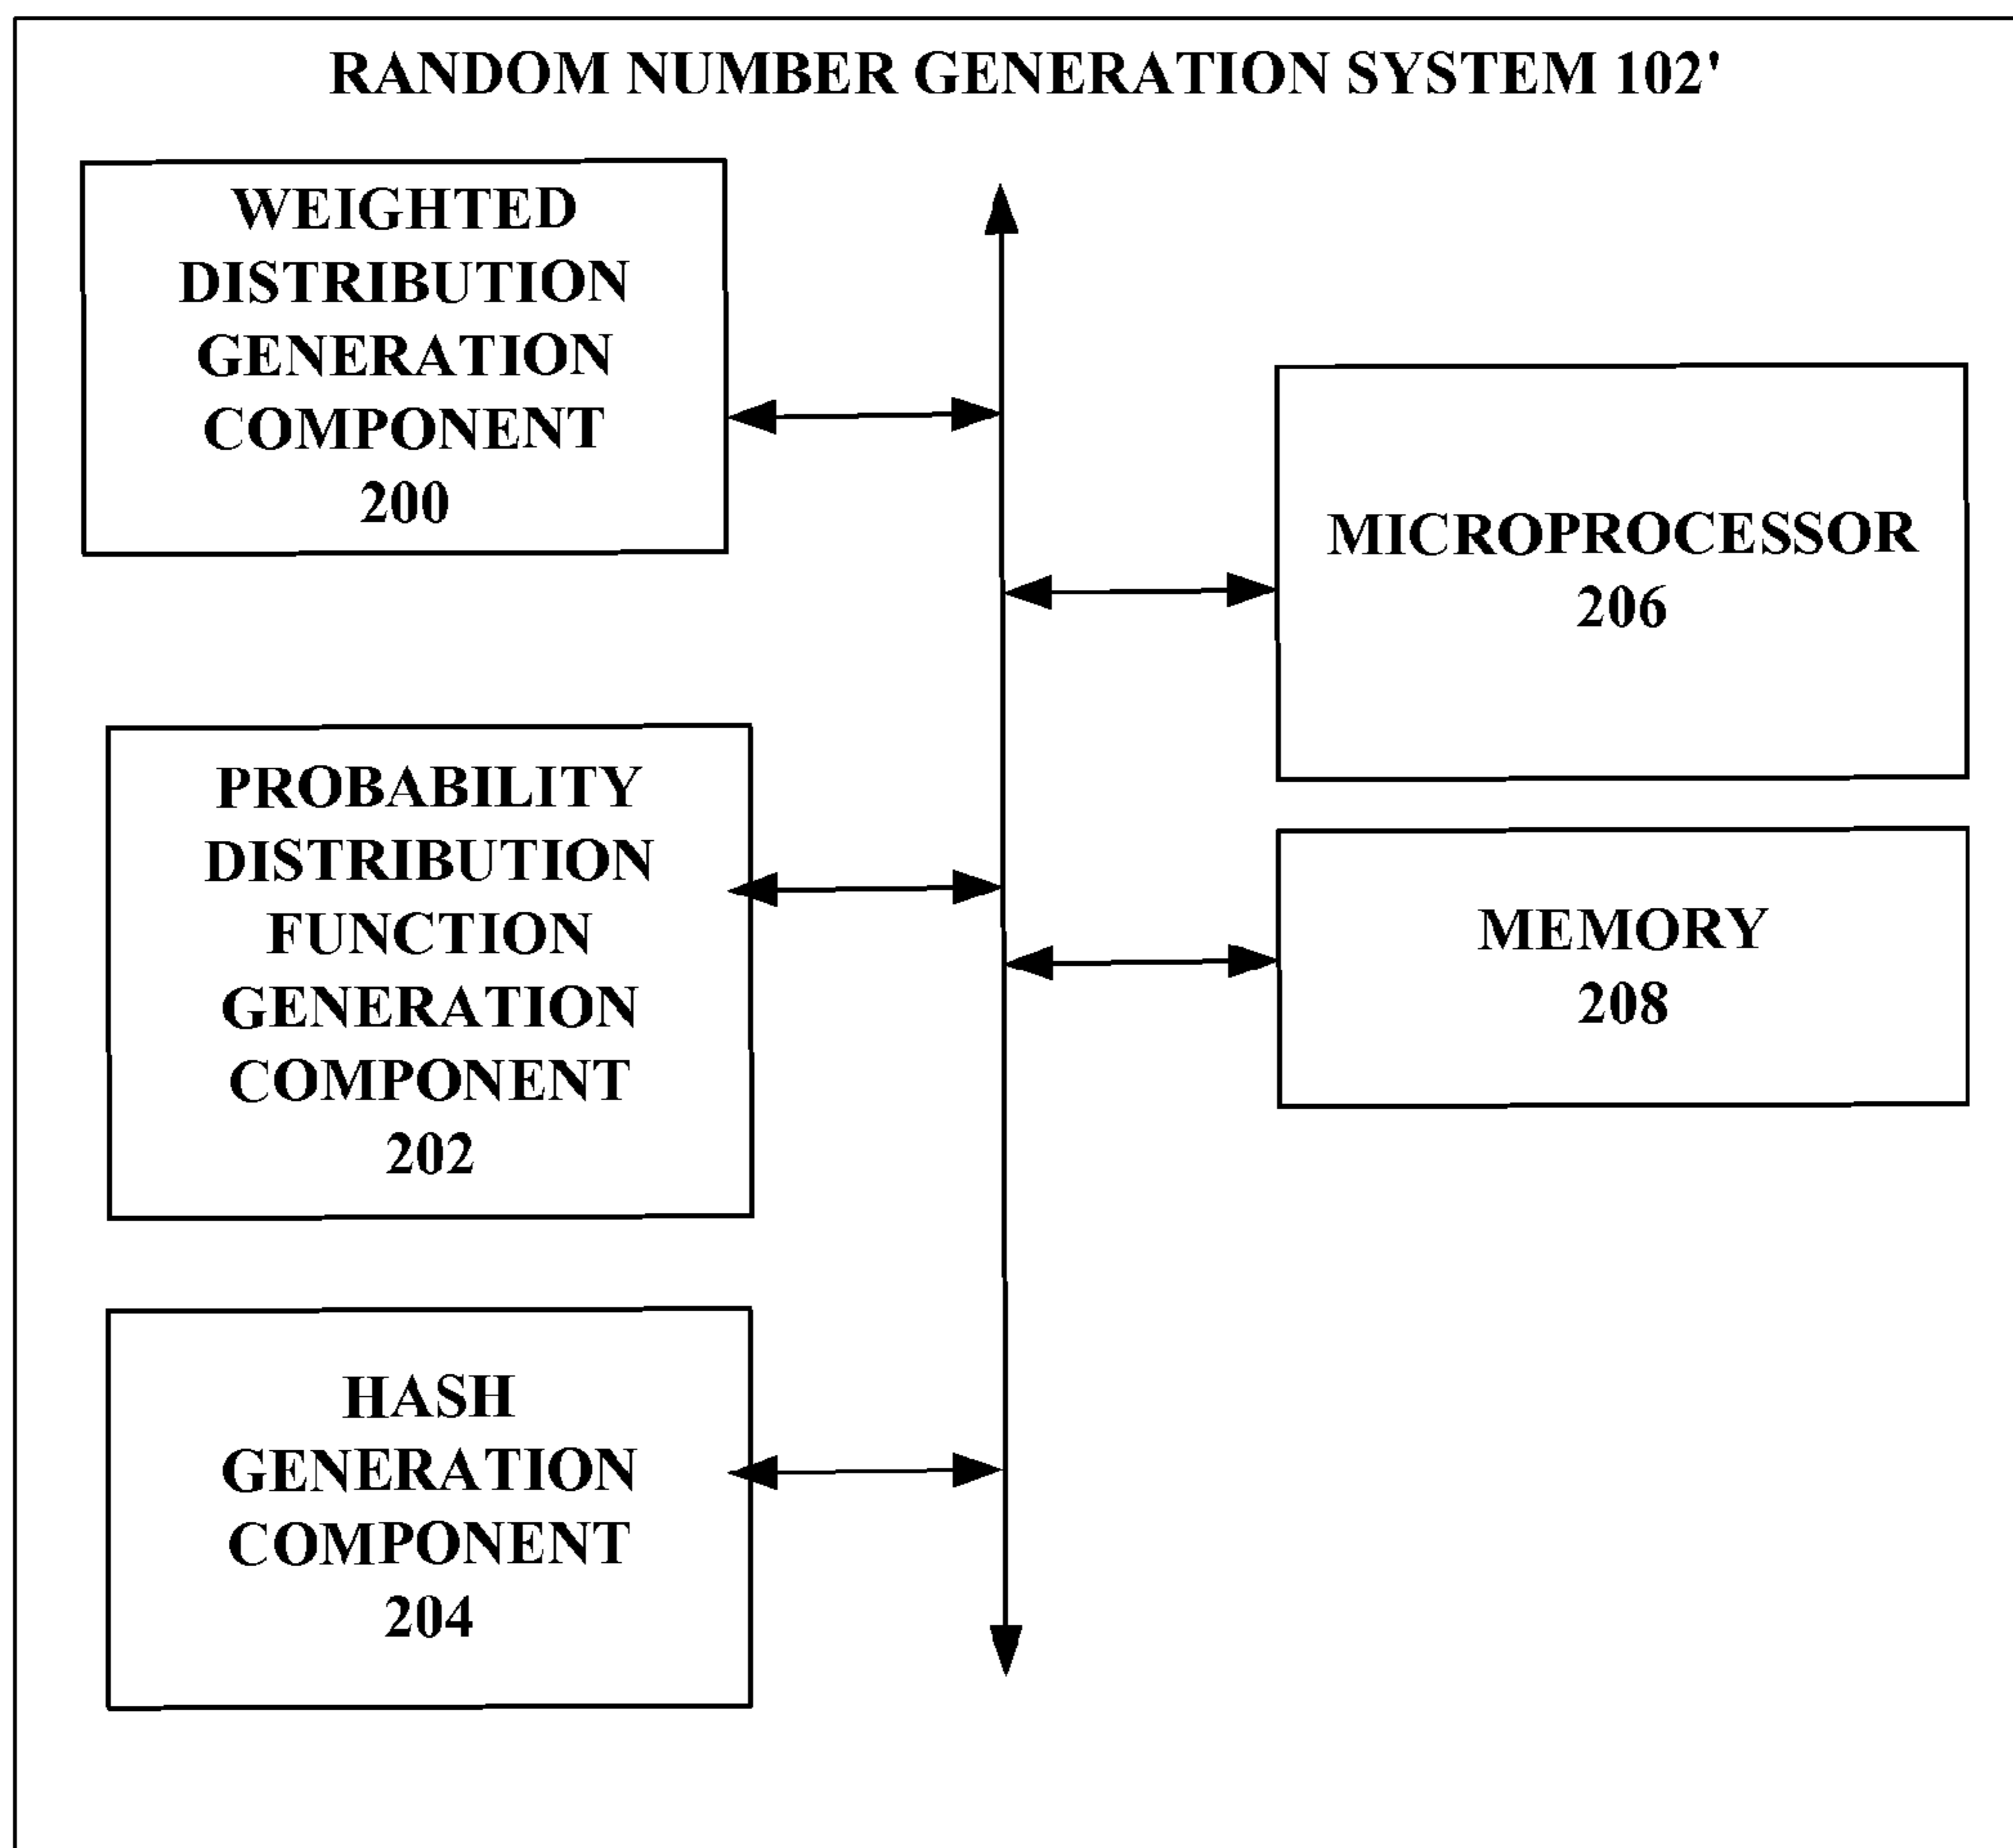 RANDOM NUMBER GENERATION SYSTEM 102'
WEIGHTED
DISTRIBUTION
GENERATION
COMPONENT
200
MICROPROCESSOR
206
PROBABILITY
DISTRIBUTION
FUNCTION
GENERATION
COMPONENT
202
MEMORY
208
HASH
GENERATION
COMPONENT
204